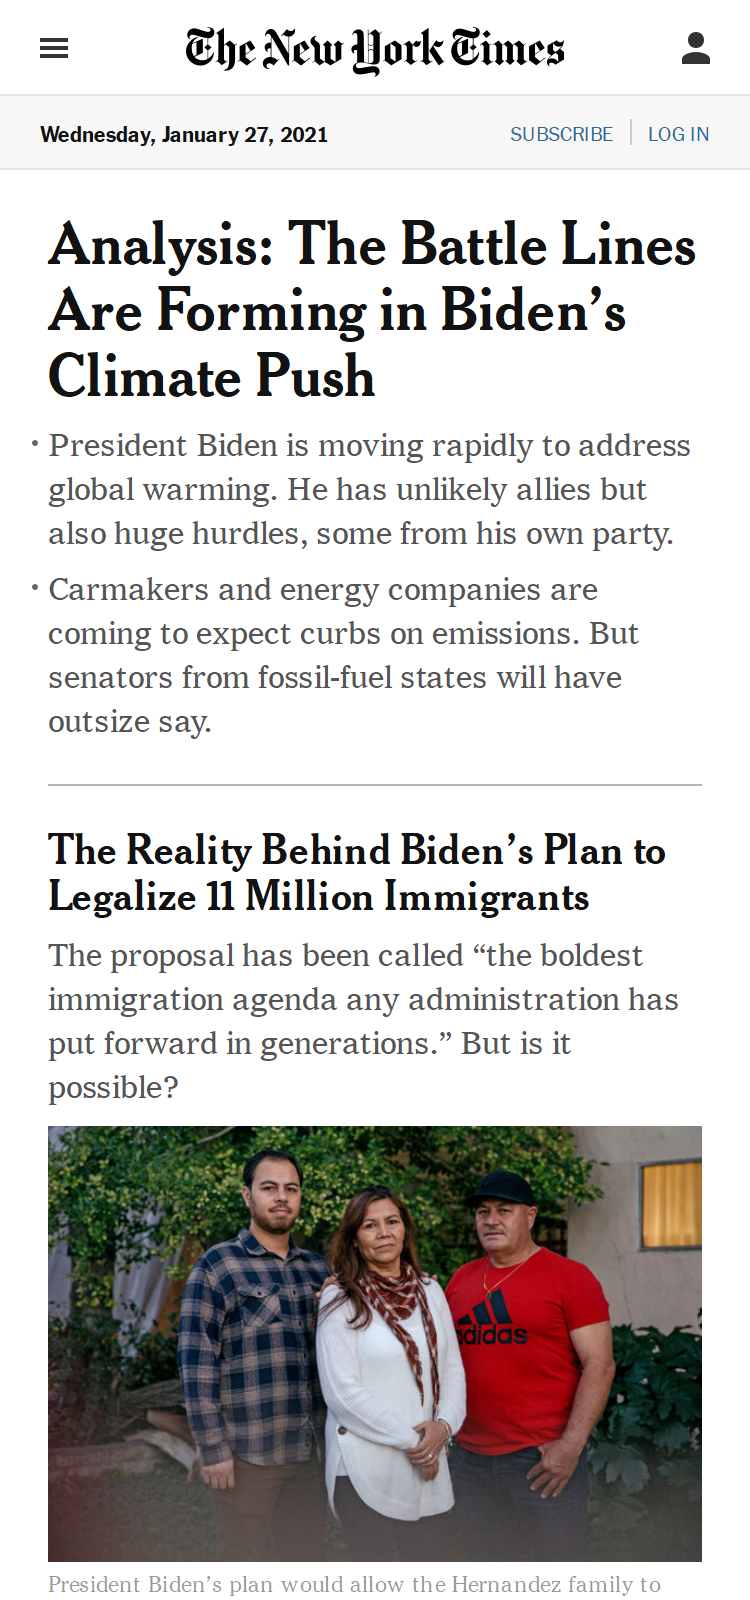 The New York Times
Wednesday, January 27, 2021
SUBSCRIBE
LOG IN
Analysis: The Battle Lines
Are Forming in Biden’s
Climate Push
• President Biden is moving rapidly to address
global warming. He has unlikely allies but
also huge hurdles, some from his own party.
• Carmakers and energy companies are
coming to expect curbs on emissions. But
senators from fossil-fuel states will have
outsize say.
The Reality Behind Biden’s Plan to
Legalize 11 Million Immigrants
The proposal has been called “the boldest
immigration agenda any administration has
put forward in generations.” But is it
possible?
adidas
President Biden’s plan would allow the Hernandez family to